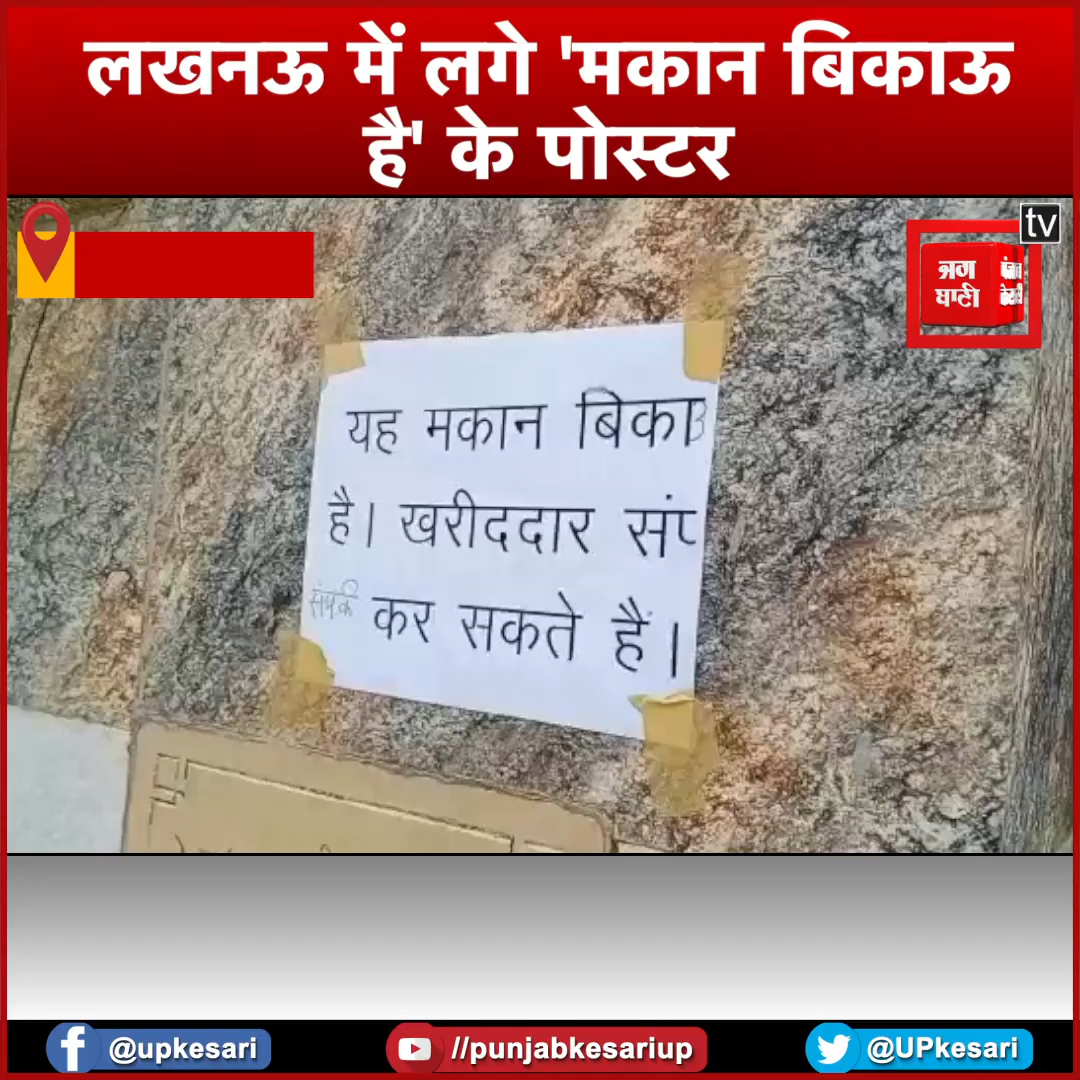 लखनऊ में लगे 'मकान बिकाऊ
है' के पोस्टर
tv
यह मकान बिकाउ
है। खरीददार संप
संपर्क कर सकते हैं।
@upkesari
//punjabkesariup
@UPkesari